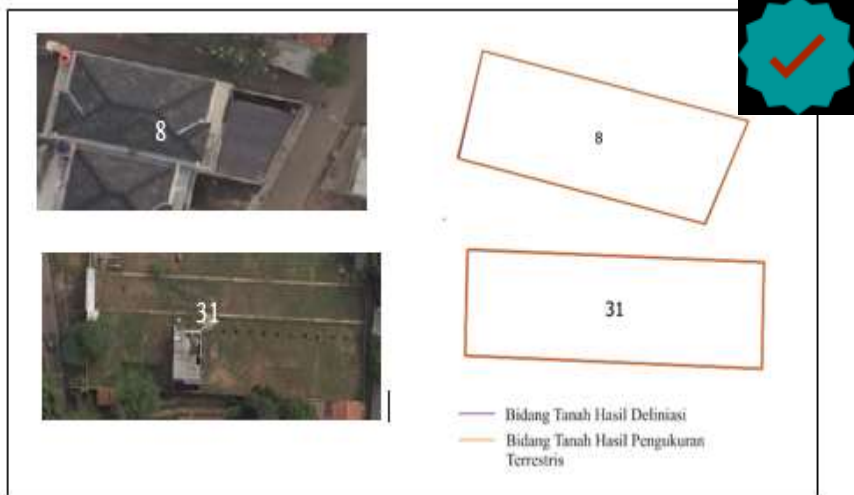 8
8
31
31
Bidang Tanah Hasil Deliniasi
Bidang Tanah Hasil Pengukuran
Terrestris